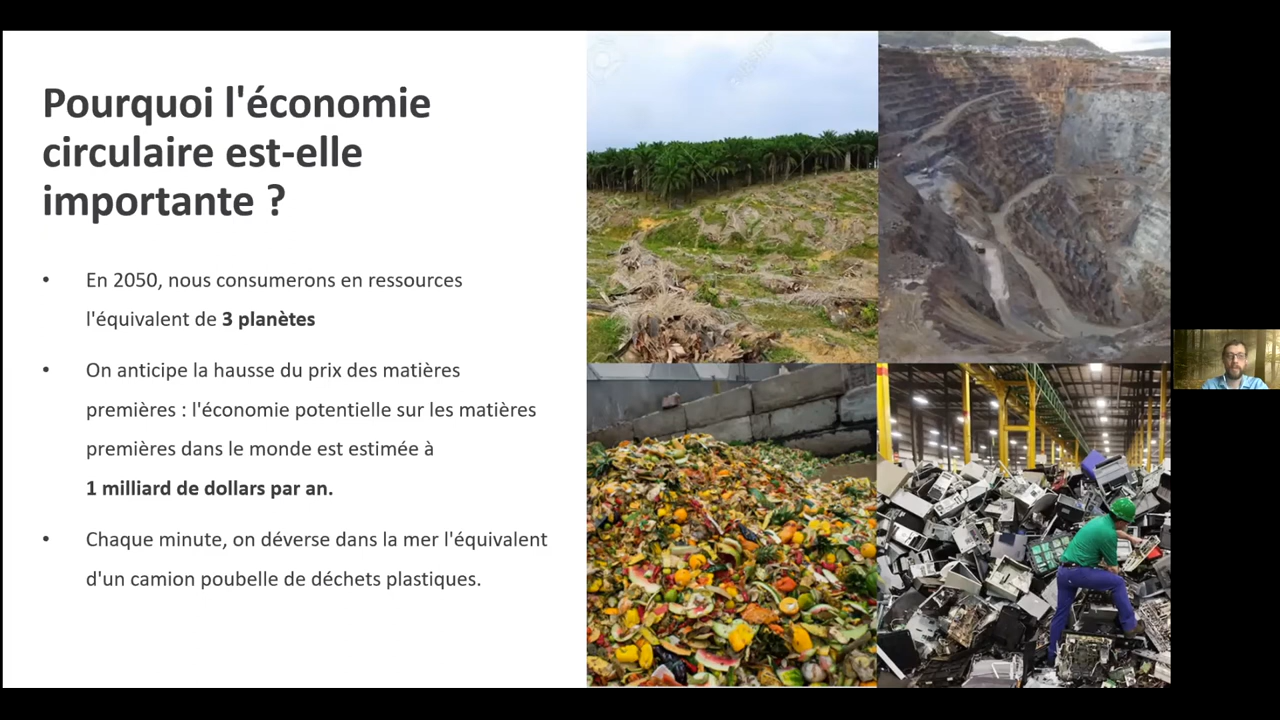 Pourquoi l'économie
circulaire est-elle
importante ?
• En 2050, nous consumerons en ressources
l'équivalent de 3 planètes
• On anticipe la hausse du prix des matières
premières : l'économie potentielle sur les matières
premières dans le monde est estimée à
1 milliard de dollars par an.
• Chaque minute, on déverse dans la mer l'équivalent
d'un camion poubelle de déchets plastiques.